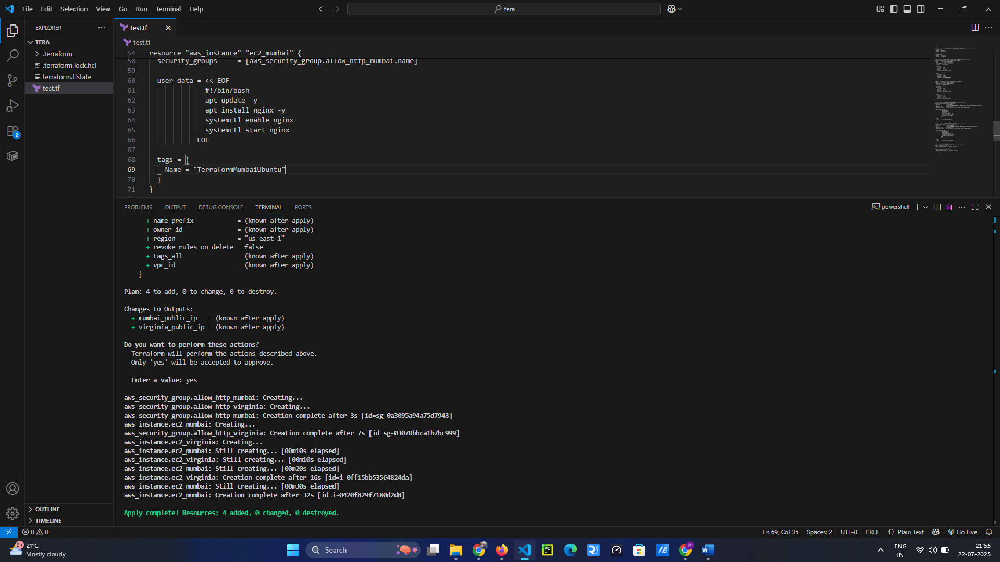 File Edit Selection View Go Run Terminal Help
tera
EXPLORER
TERA
.terraform
.terraform.lock.hcl
terraform.tfstate
test.tf
2
OUTLINE
TIMELINE
test.tf
test.tf
54 resource "aws_instance" "ec2_mumbai" {
58 security_groups     = [aws_security_group.allow_http_mumbai.name]
59
60 user_data = <<-EOF
61 #!/bin/bash
62 apt update -y
63 apt install nginx -y
64 systemctl enable nginx
65 systemctl start nginx
66 EOF
67
68 tags = {
69 Name = "TerraformMumbaiUbuntu"
70 }
71 }
PROBLEMS OUTPUT DEBUG CONSOLE TERMINAL PORTS
powershell
+ name_prefix            = (known after apply)
+ owner_id               = (known after apply)
+ region                 = "us-east-1"
+ revoke_rules_on_delete = false
+ tags_all               = (known after apply)
+ vpc_id                 = (known after apply)
}
Plan: 4 to add, 0 to change, 0 to destroy.
Changes to Outputs:
+ mumbai_public_ip   = (known after apply)
+ virginia_public_ip = (known after apply)
Do you want to perform these actions?
Terraform will perform the actions described above.
Only 'yes' will be accepted to approve.
Enter a value: yes
aws_security_group.allow_http_mumbai: Creating...
aws_security_group.allow_http_virginia: Creating...
aws_security_group.allow_http_mumbai: Creation complete after 3s [id=sg-0a3095a94a75d7943]
aws_instance.ec2_mumbai: Creating...
aws_security_group.allow_http_virginia: Creation complete after 7s [id=sg-03070bbca1b7bc999]
aws_instance.ec2_virginia: Creating...
aws_instance.ec2_mumbai: Still creating... [00m10s elapsed]
aws_instance.ec2_virginia: Still creating... [00m10s elapsed]
aws_instance.ec2_mumbai: Still creating... [00m20s elapsed]
aws_instance.ec2_virginia: Creation complete after 16s [id=i-0ff15bb53564824da]
aws_instance.ec2_mumbai: Still creating... [00m30s elapsed]
aws_instance.ec2_mumbai: Creation complete after 32s [id=i-0420f829f7180d2d8]
Apply complete! Resources: 4 added, 0 changed, 0 destroyed.
0 0
Ln 69, Col 35 Spaces: 2 UTF-8 CRLF {} Plain Text Go Live
9+
21°C
Mostly cloudy
Search
PC
P
ENG
IN
21:55
22-07-2025